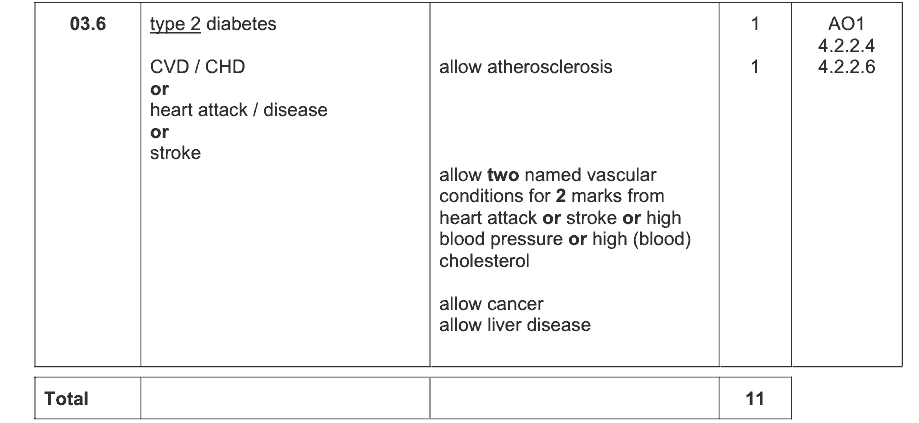 03.6 type 2 diabetes 1 AO1
4.2.2.4
CVD / CHD allow atherosclerosis 1 4.2.2.6
or
heart attack / disease
or
stroke
allow two named vascular
conditions for 2 marks from
heart attack or stroke or high
blood pressure or high (blood)
cholesterol
allow cancer
allow liver disease
Total 11